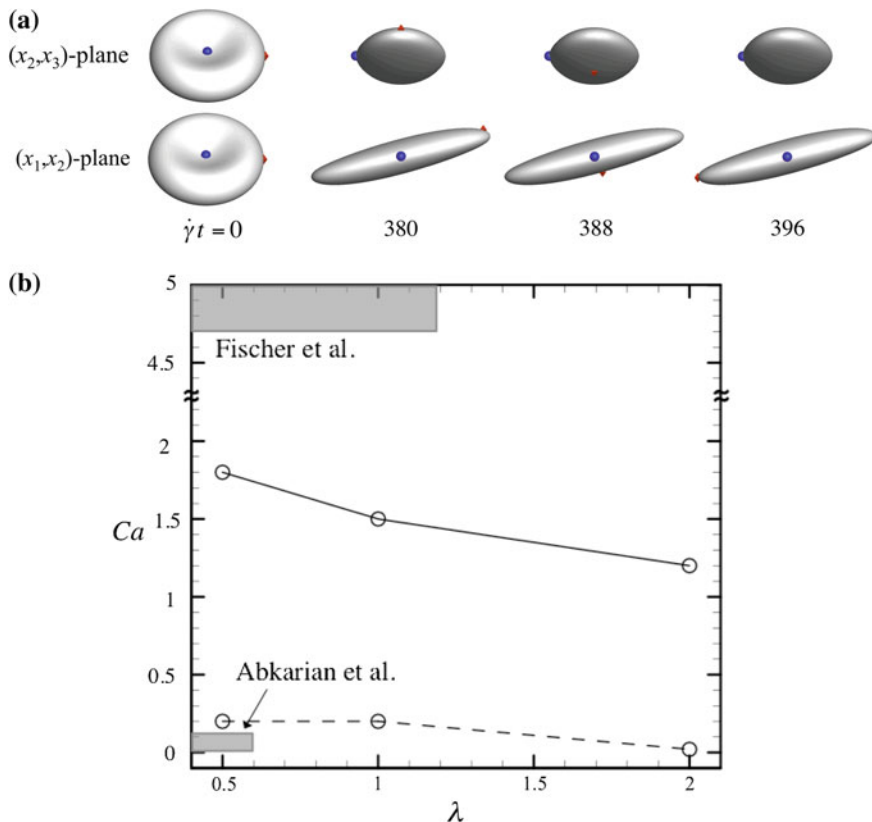 (a)
(x₂,x₃)-plane
(x₁,x₂)-plane
γ̇ t = 0 380 388 396
(b)
5
Fischer et al.
4.5
≈ ≈
2
Ca
1.5
1
Abkarian et al.
0.5
0
0.5 1 1.5 2
λ